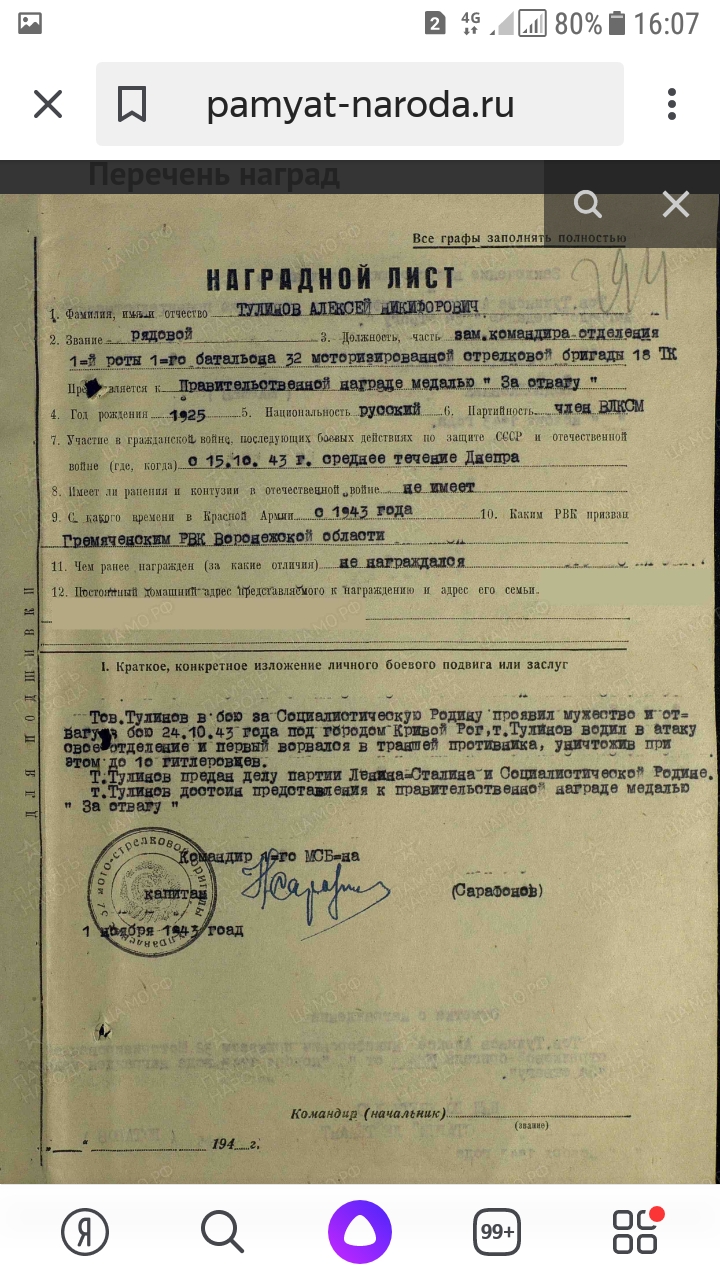 2 4G 80% 16:07
pamyat-naroda.ru
Перечень наград
Все графы заполнять полностью
294
НАГРАДНОЙ ЛИСТ
1. Фамилия, имя и отчество ТУЛИНОВ АЛЕКСЕЙ НИКИФОРОВИЧ
2. Звание рядовой 3. Должность, часть зам.командира отделения
1=й роты 1=го батальона 32 моторизированной стрелковой бригады 18 ТК
вляется к Правительственной награде медалью " За отвагу "
4. Год рождения 1925 5. Национальность русский 6. Партийность член ВЛКСМ
7. Участие в гражданской войне, последующих боевых действиях по защите СССР и отечественной
войне (где, когда) с 15.10. 43 г. среднее течение Днепра
8. Имеет ли ранения и контузии в отечественной войне не имеет
9. С какого времени в Красной Армии с 1943 года 10. Каким РВК призван
Гремяченским РВК Воронежской области
11. Чем ранее награжден (за какие отличия) не награждался
12. Постоянный домашний адрес представляемого к награждению и адрес его семьи.
ДЛЯ ПОДШИВКИ
I. Краткое, конкретное изложение личного боевого подвига или заслуг
Тов.Тулинов в бою за Социалистическую Родину проявил мужество и от=
вагу, в бою 24.10.43 года под городом Кривой Рог,т.Тулинов водил в атаку
свое отделение и первый ворвался в траншей противника, уничтожив при
этом до 10 гитлеровцев.
Т.Тулинов предан делу партии Ленина=Сталина и Социалистической Родине.
т.Тулинов достоин представления к правительственной награде медалью
" За отвагу "
Командир 1=го МСБ=на
капитан (Сарафонов)
1 ноября 1943 гоад
Командир (начальник)
(звание)
„ “ 194 г.
Я 99+